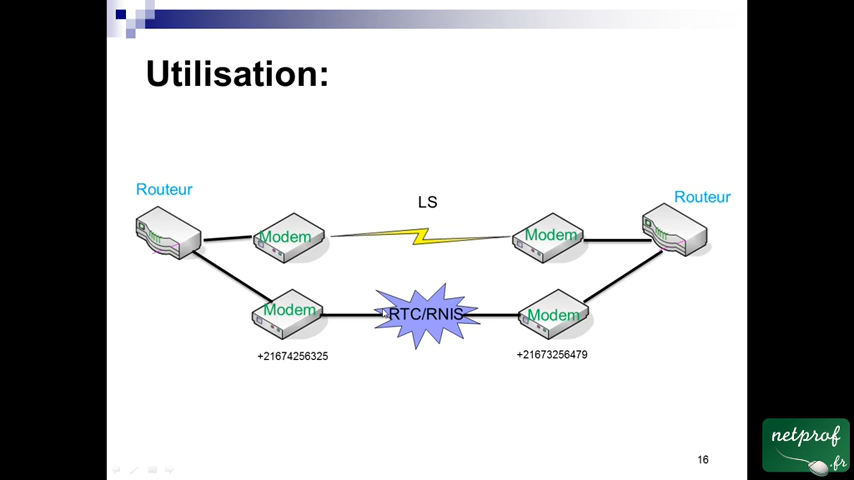 Utilisation:
Routeur
LS
Routeur
Modem
Modem
Modem
RTC/RNIS
Modem
+21674256325
+21673256479
16
netprof
.fr